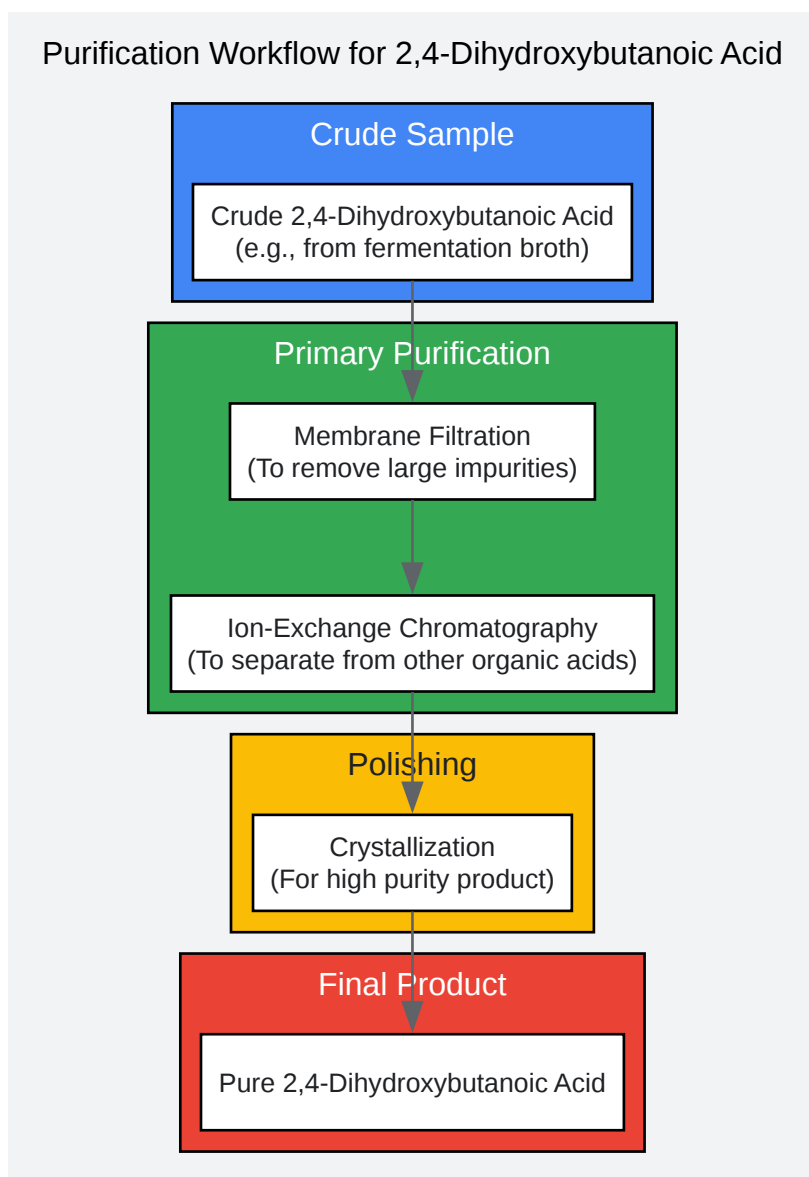 Purification Workflow for 2,4-Dihydroxybutanoic Acid
Crude Sample
Crude 2,4-Dihydroxybutanoic Acid
(e.g., from fermentation broth)
Primary Purification
Membrane Filtration
(To remove large impurities)
Ion-Exchange Chromatography
(To separate from other organic acids)
Polishing
Crystallization
(For high purity product)
Final Product
Pure 2,4-Dihydroxybutanoic Acid